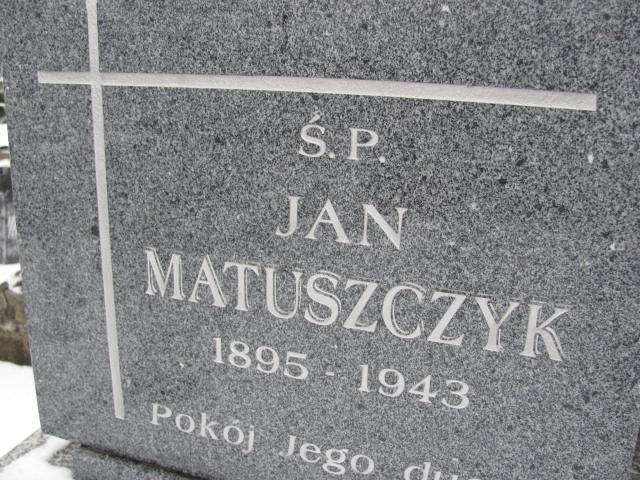 Ś.P.
JAN
MATUSZCZYK
1895 - 1943
Pokój Jego